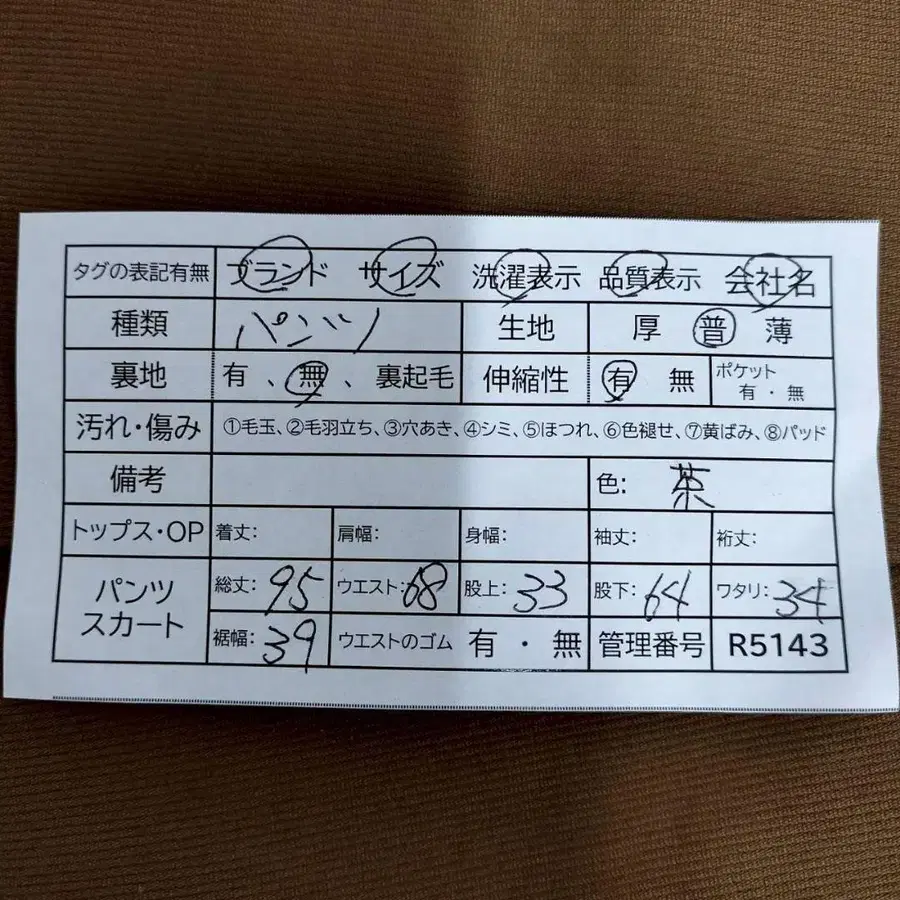 タグの表記有無 ブランド サイズ 洗濯表示 品質表示 会社名
種類 パンツ 生地 厚 普 薄
裏地 有 、無 、裏起毛 伸縮性 有 無 ポケット 有・無
汚れ・傷み ①毛玉、②毛羽立ち、③穴あき、④シミ、⑤ほつれ、⑥色褪せ、⑦黄ばみ、⑧パッド
備考 色: 茶
トップス・OP 着丈: 肩幅: 身幅: 袖丈: 裄丈:
パンツ スカート 総丈: 95 ウエスト: 68 股上: 33 股下: 64 ワタリ: 34
裾幅: 39 ウエストのゴム 有・無 管理番号 R5143